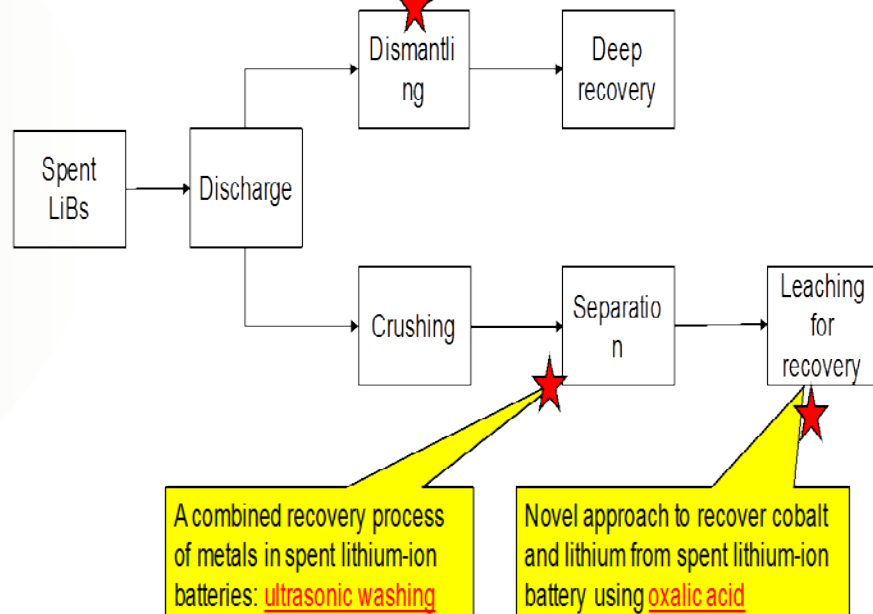 Dismantli
ng
Deep
recovery
Spent
LiBs
Discharge
Crushing
Separatio
n
Leaching
for
recovery
A combined recovery process
of metals in spent lithium-ion
batteries: ultrasonic washing
Novel approach to recover cobalt
and lithium from spent lithium-ion
battery using oxalic acid